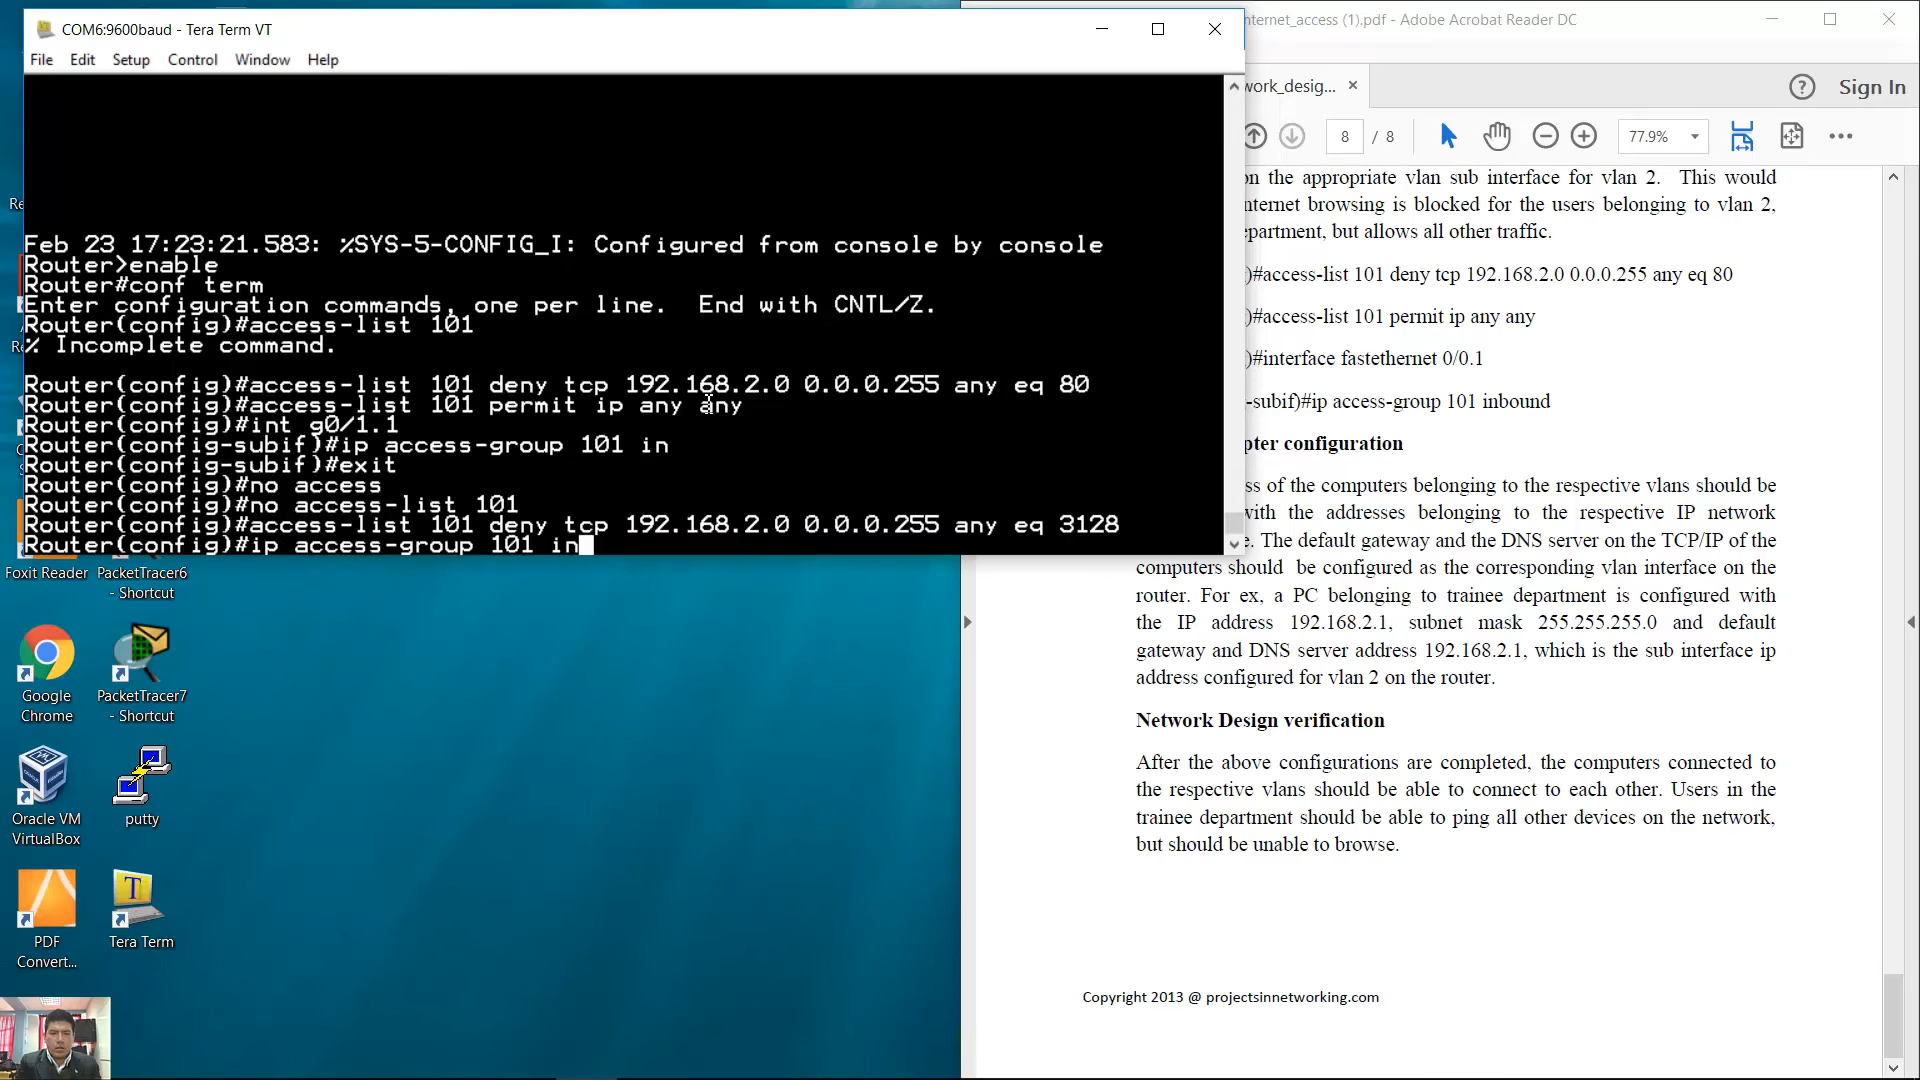 COM6:9600baud - Tera Term VT
File Edit Setup Control Window Help
Feb 23 17:23:21.583: %SYS-5-CONFIG_I: Configured from console by console
Router>enable
Router#conf term
Enter configuration commands, one per line.  End with CNTL/Z.
Router(config)#access-list 101
% Incomplete command.
Router(config)#access-list 101 deny tcp 192.168.2.0 0.0.0.255 any eq 80
Router(config)#access-list 101 permit ip any any
Router(config)#int g0/1.1
Router(config-subif)#ip access-group 101 in
Router(config-subif)#exit
Router(config)#no access
Router(config)#no access-list 101
Router(config)#access-list 101 deny tcp 192.168.2.0 0.0.0.255 any eq 3128
Router(config)#ip access-group 101 in
nternet_access (1).pdf - Adobe Acrobat Reader DC
work_desig...
Sign In
8 / 8
77.9%
on the appropriate vlan sub interface for vlan 2. This would
nternet browsing is blocked for the users belonging to vlan 2,
epartment, but allows all other traffic.
)#access-list 101 deny tcp 192.168.2.0 0.0.0.255 any eq 80
)#access-list 101 permit ip any any
)#interface fastethernet 0/0.1
-subif)#ip access-group 101 inbound
pter configuration
ss of the computers belonging to the respective vlans should be
with the addresses belonging to the respective IP network
e. The default gateway and the DNS server on the TCP/IP of the
computers should be configured as the corresponding vlan interface on the
router. For ex, a PC belonging to trainee department is configured with
the IP address 192.168.2.1, subnet mask 255.255.255.0 and default
gateway and DNS server address 192.168.2.1, which is the sub interface ip
address configured for vlan 2 on the router.
Network Design verification
After the above configurations are completed, the computers connected to
the respective vlans should be able to connect to each other. Users in the
trainee department should be able to ping all other devices on the network,
but should be unable to browse.
Copyright 2013 @ projectsinnetworking.com
Re
Re
Foxit Reader
PacketTracer6
- Shortcut
Google
Chrome
PacketTracer7
- Shortcut
Oracle VM
VirtualBox
putty
PDF
Convert...
Tera Term